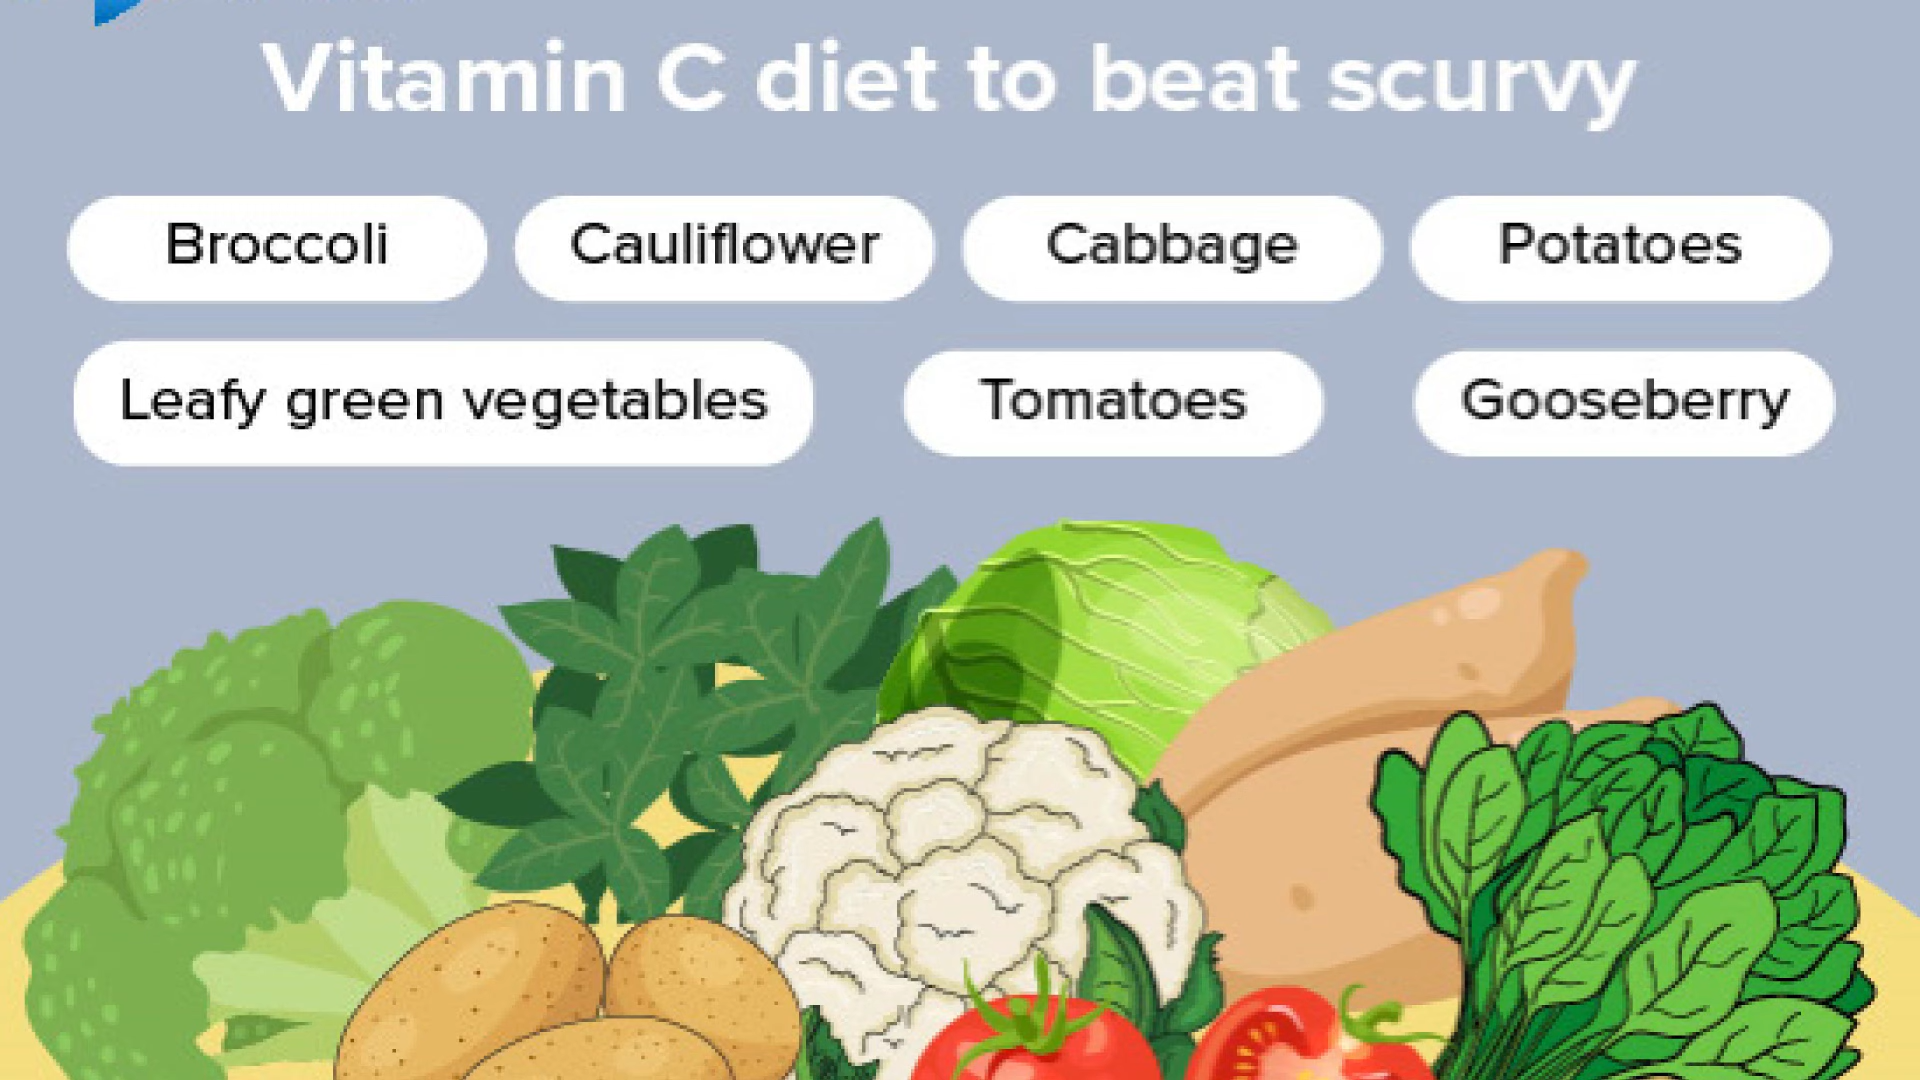 Vitamin C diet to beat scurvy
Broccoli
Cauliflower
Cabbage
Potatoes
Leafy green vegetables
Tomatoes
Gooseberry